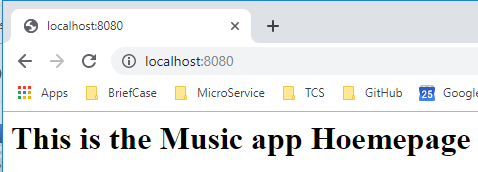 localhost:8080
localhost:8080
Apps BriefCase MicroService TCS GitHub 25 Google
This is the Music app Hoemepage